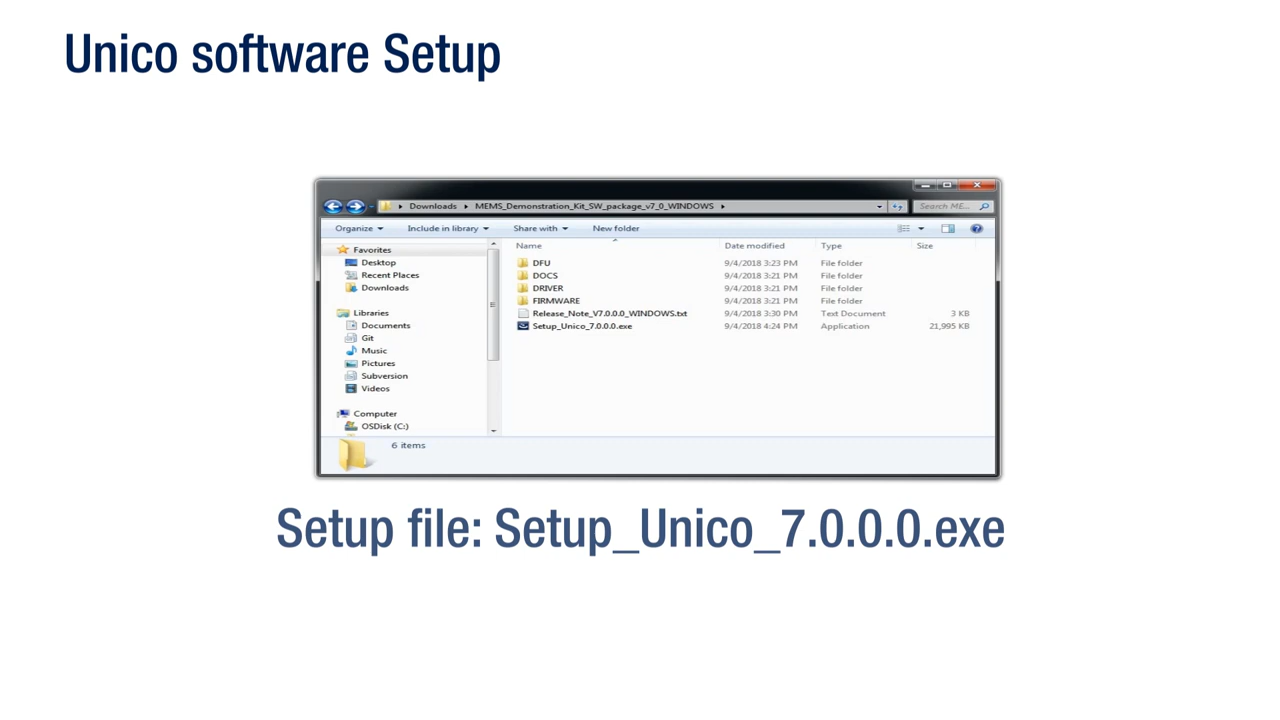 Unico software Setup
Downloads MEMS_Demonstration_Kit_SW_package_v7_0_WINDOWS Search ME...
Organize Include in library Share with New folder
Name Date modified Type Size
Favorites
Desktop
Recent Places
Downloads
Libraries
Documents
Git
Music
Pictures
Subversion
Videos
Computer
OSDisk (C:)
DFU 9/4/2018 3:23 PM File folder
DOCS 9/4/2018 3:21 PM File folder
DRIVER 9/4/2018 3:21 PM File folder
FIRMWARE 9/4/2018 3:21 PM File folder
Release_Note_V7.0.0.0_WINDOWS.txt 9/4/2018 3:30 PM Text Document 3 KB
Setup_Unico_7.0.0.0.exe 9/4/2018 4:24 PM Application 21,995 KB
6 items
Setup file: Setup_Unico_7.0.0.0.exe